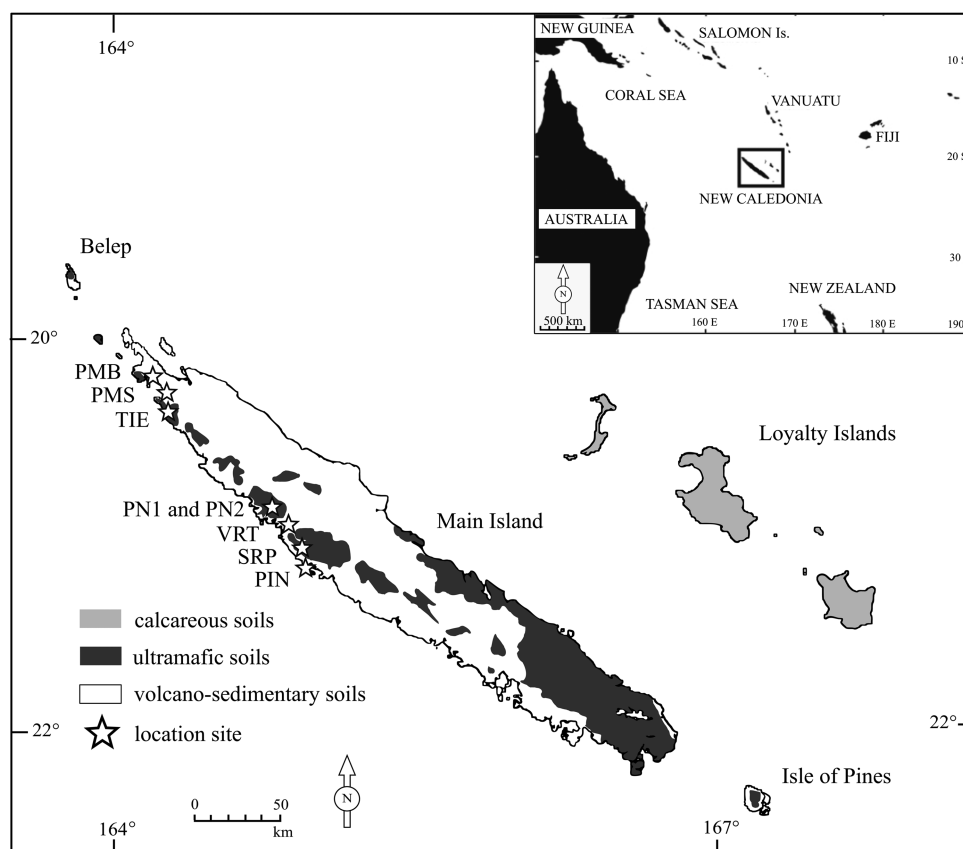 164°
NEW GUINEA
SALOMON Is.
10 S
CORAL SEA
VANUATU
FIJI
20 S
NEW CALEDONIA
AUSTRALIA
30
N
500 km
TASMAN SEA
NEW ZEALAND
160 E
170 E
180 E
190
Belep
20°
PMB
PMS
TIE
Loyalty Islands
PN1 and PN2
Main Island
VRT
SRP
PIN
calcareous soils
ultramafic soils
volcano-sedimentary soils
location site
22°
22°
Isle of Pines
0 50
km
N
164°
167°